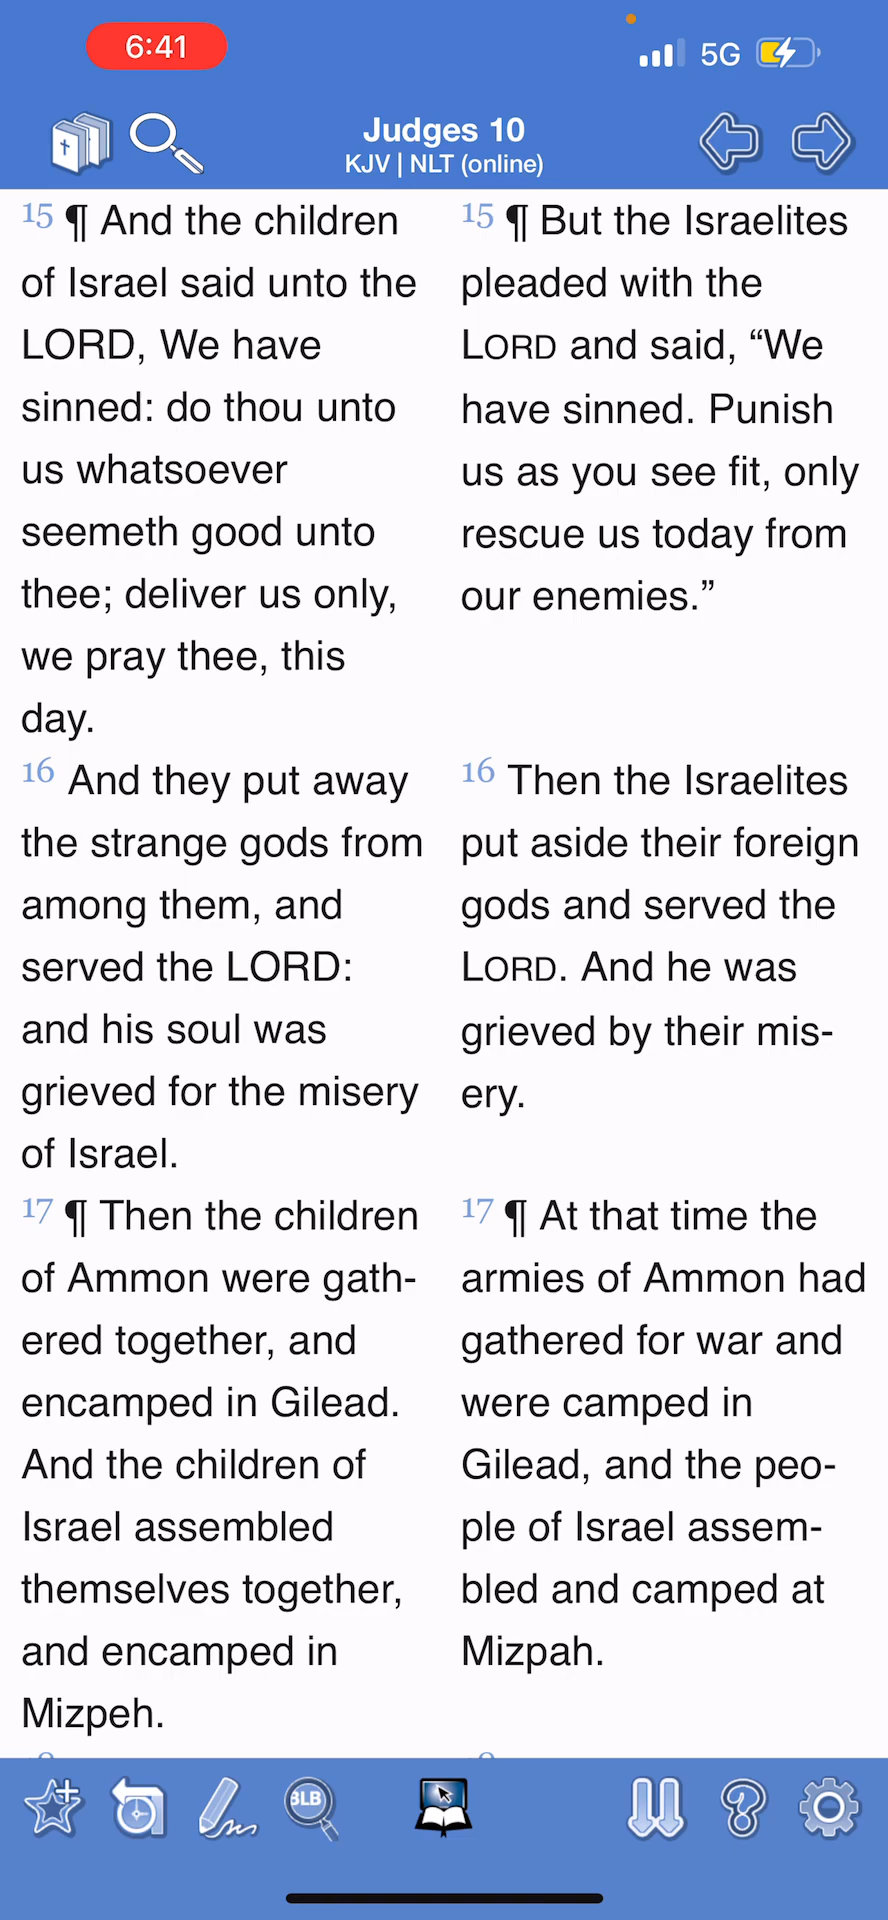 6:41
5G
Judges 10
KJV | NLT (online)
15 ¶ And the children
of Israel said unto the
LORD, We have
sinned: do thou unto
us whatsoever
seemeth good unto
thee; deliver us only,
we pray thee, this
day.
16 And they put away
the strange gods from
among them, and
served the LORD:
and his soul was
grieved for the misery
of Israel.
17 ¶ Then the children
of Ammon were gath-
ered together, and
encamped in Gilead.
And the children of
Israel assembled
themselves together,
and encamped in
Mizpeh.
15 ¶ But the Israelites
pleaded with the
LORD and said, “We
have sinned. Punish
us as you see fit, only
rescue us today from
our enemies.”
16 Then the Israelites
put aside their foreign
gods and served the
LORD. And he was
grieved by their mis-
ery.
17 ¶ At that time the
armies of Ammon had
gathered for war and
were camped in
Gilead, and the peo-
ple of Israel assem-
bled and camped at
Mizpah.
BLB